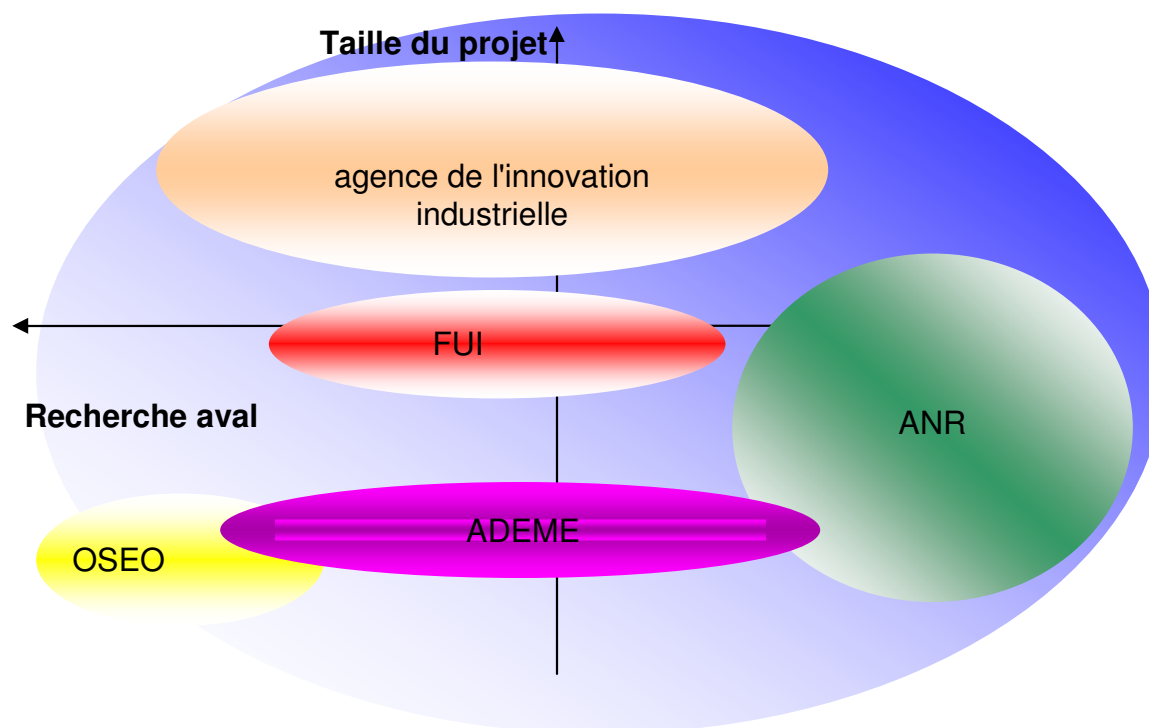 Taille du projet
agence de l'innovation
industrielle
FUI
Recherche aval
ANR
ADEME
OSEO